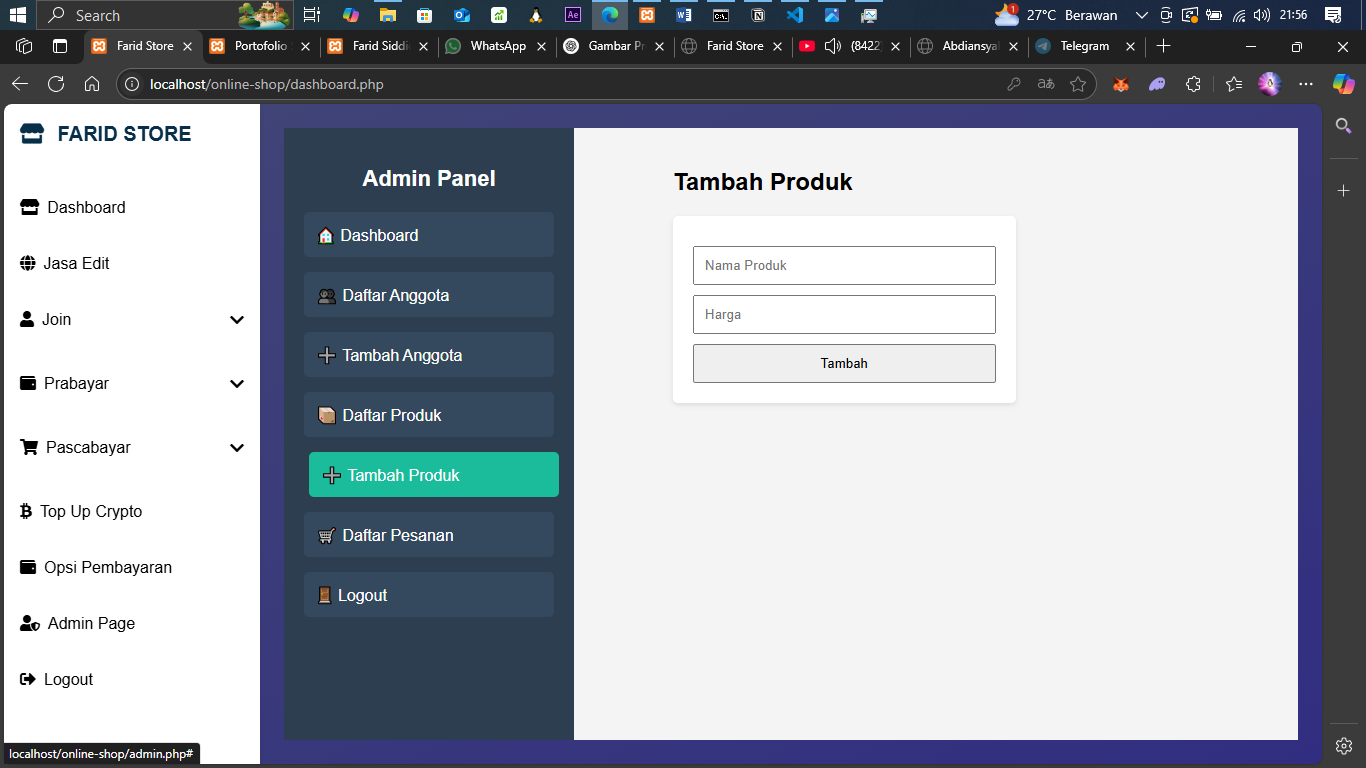 Search
27°C Berawan
21:56
1
Farid Store
Portofolio
Farid Siddi
WhatsApp
Gambar Pr
Farid Store
(8422)
Abdiansya
Telegram
localhost/online-shop/dashboard.php
FARID STORE
Dashboard
Jasa Edit
Join
Prabayar
Pascabayar
Top Up Crypto
Opsi Pembayaran
Admin Page
Logout
Admin Panel
Dashboard
Daftar Anggota
Tambah Anggota
Daftar Produk
Tambah Produk
Daftar Pesanan
Logout
Tambah Produk
Nama Produk
Harga
Tambah
localhost/online-shop/admin.php#